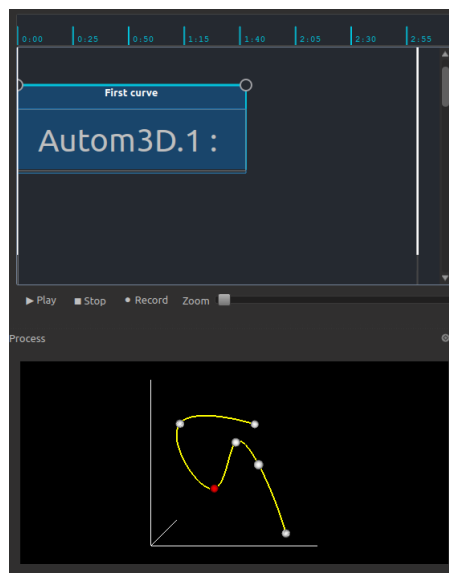 0:00 0:25 0:50 1:15 1:40 2:05 2:30 2:55
First curve
Autom3D.1 :
Play Stop Record Zoom
Process